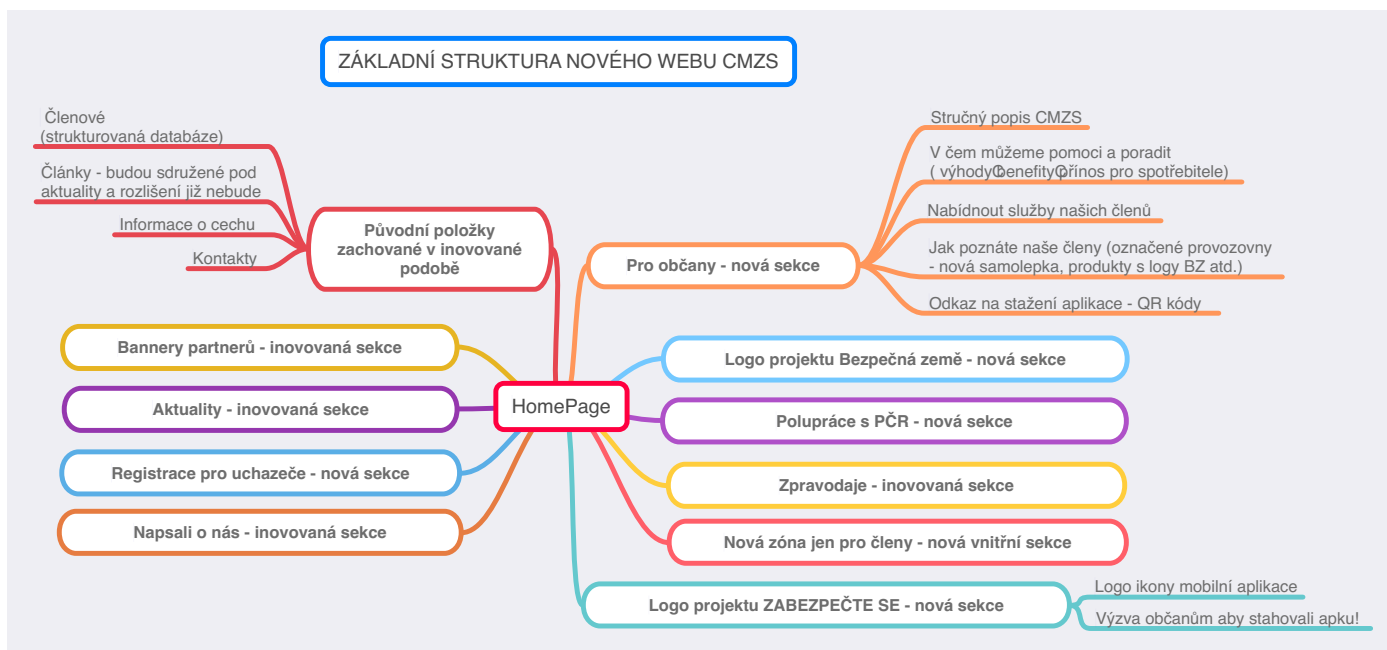 ZÁKLADNÍ STRUKTURA NOVÉHO WEBU CMZS
Členové
(strukturovaná databáze)
Články - budou sdružené pod
aktuality a rozlišení již nebude
Informace o cechu
Kontakty
Původní položky
zachované v inovované
podobě
Bannery partnerů - inovovaná sekce
Aktuality - inovovaná sekce
Registrace pro uchazeče - nová sekce
Napsali o nás - inovovaná sekce
HomePage
Pro občany - nová sekce
Stručný popis CMZS
V čem můžeme pomoci a poradit
( výhody benefity přínos pro spotřebitele)
Nabídnout služby našich členů
Jak poznáte naše členy (označené provozovny
- nová samolepka, produkty s logy BZ atd.)
Odkaz na stažení aplikace - QR kódy
Logo projektu Bezpečná země - nová sekce
Polupráce s PČR - nová sekce
Zpravodaje - inovovaná sekce
Nová zóna jen pro členy - nová vnitřní sekce
Logo projektu ZABEZPEČTE SE - nová sekce
Logo ikony mobilní aplikace
Výzva občanům aby stahovali apku!